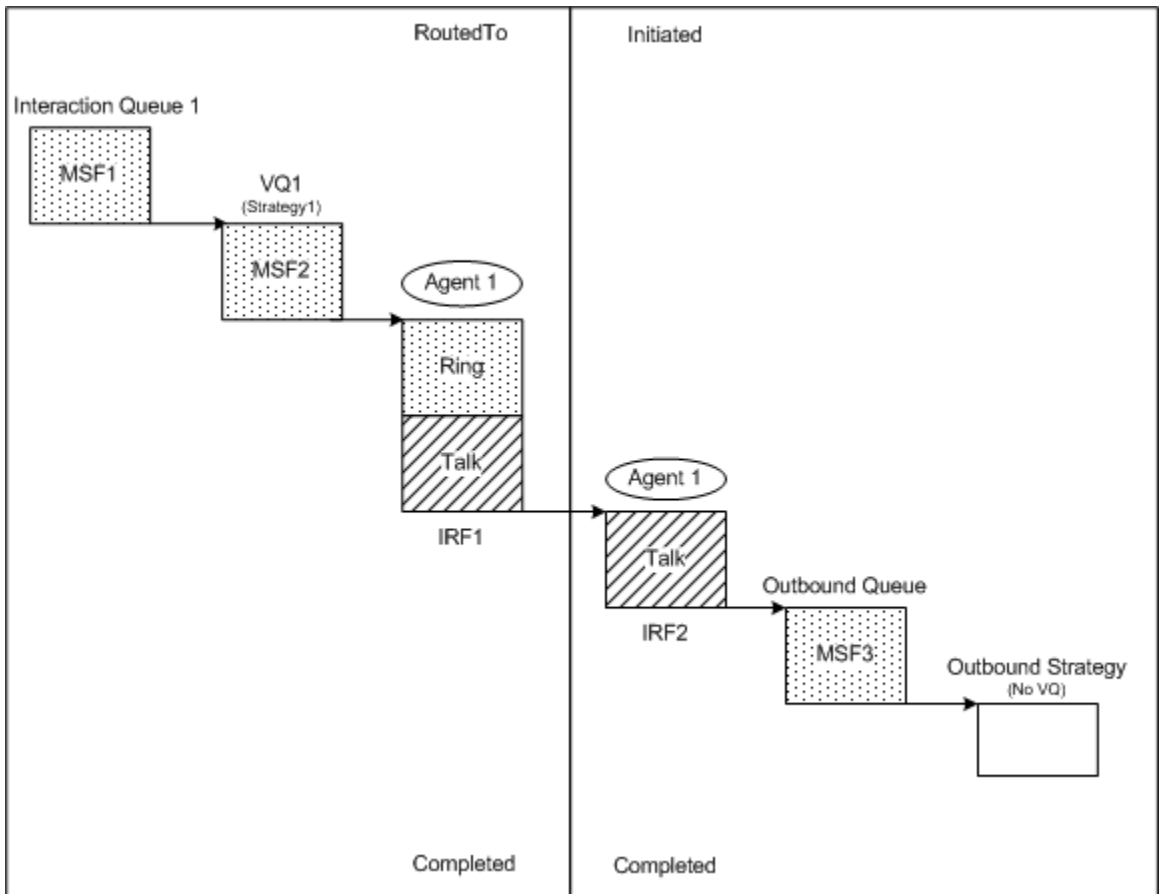 RoutedTo
Initiated
Interaction Queue 1
MSF1
VQ1
(Strategy1)
MSF2
Agent 1
Ring
Talk
IRF1
Agent 1
Talk
IRF2
Outbound Queue
MSF3
Outbound Strategy
(No VQ)
Completed
Completed